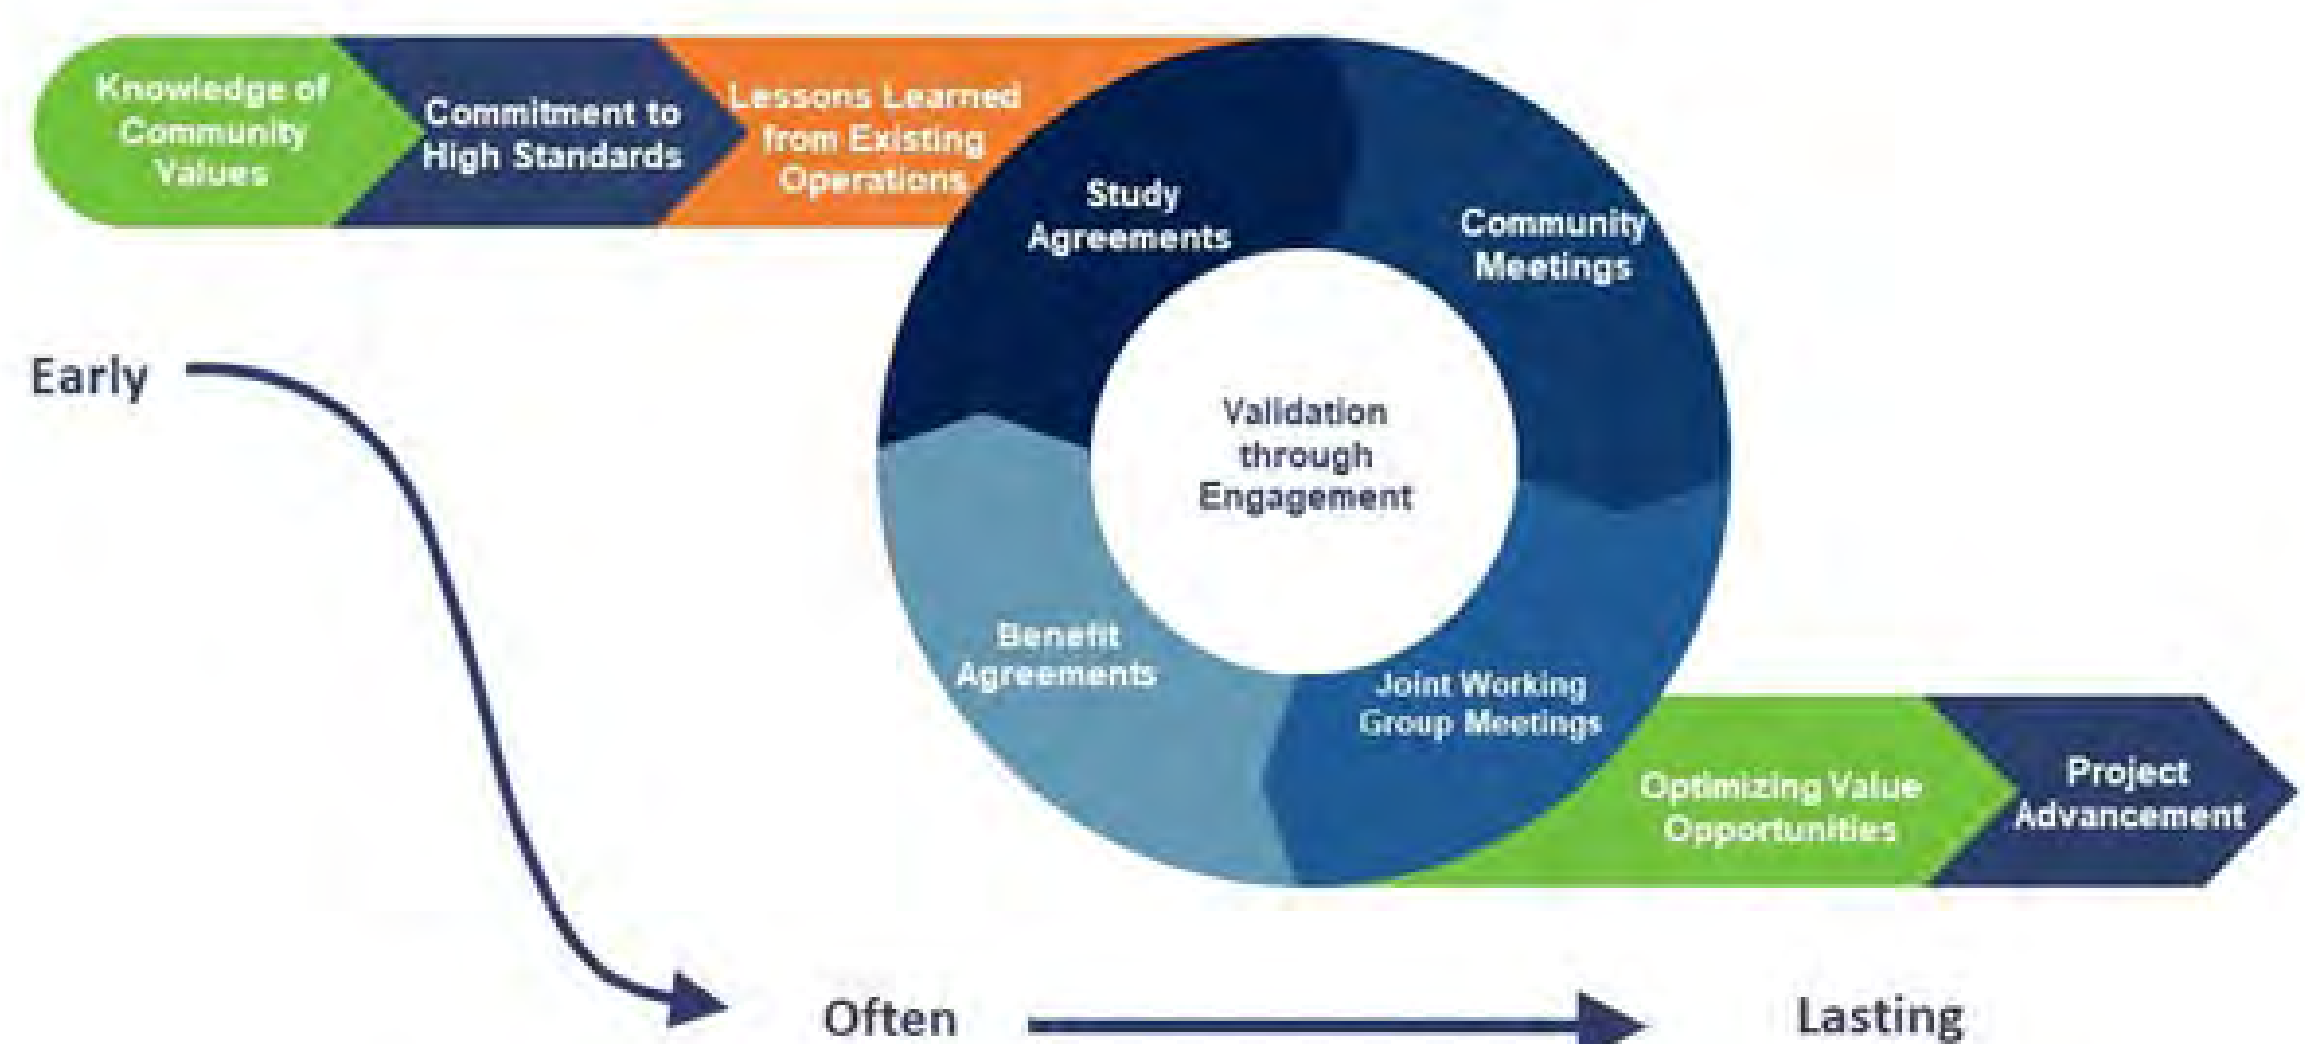 Knowledge of
Community
Values
Commitment to
High Standards
Lessons Learned
from Existing
Operations
Study
Agreements
Community
Meetings
Early
Validation
through
Engagement
Benefit
Agreements
Joint Working
Group Meetings
Optimizing Value
Opportunities
Project
Advancement
Often
Lasting